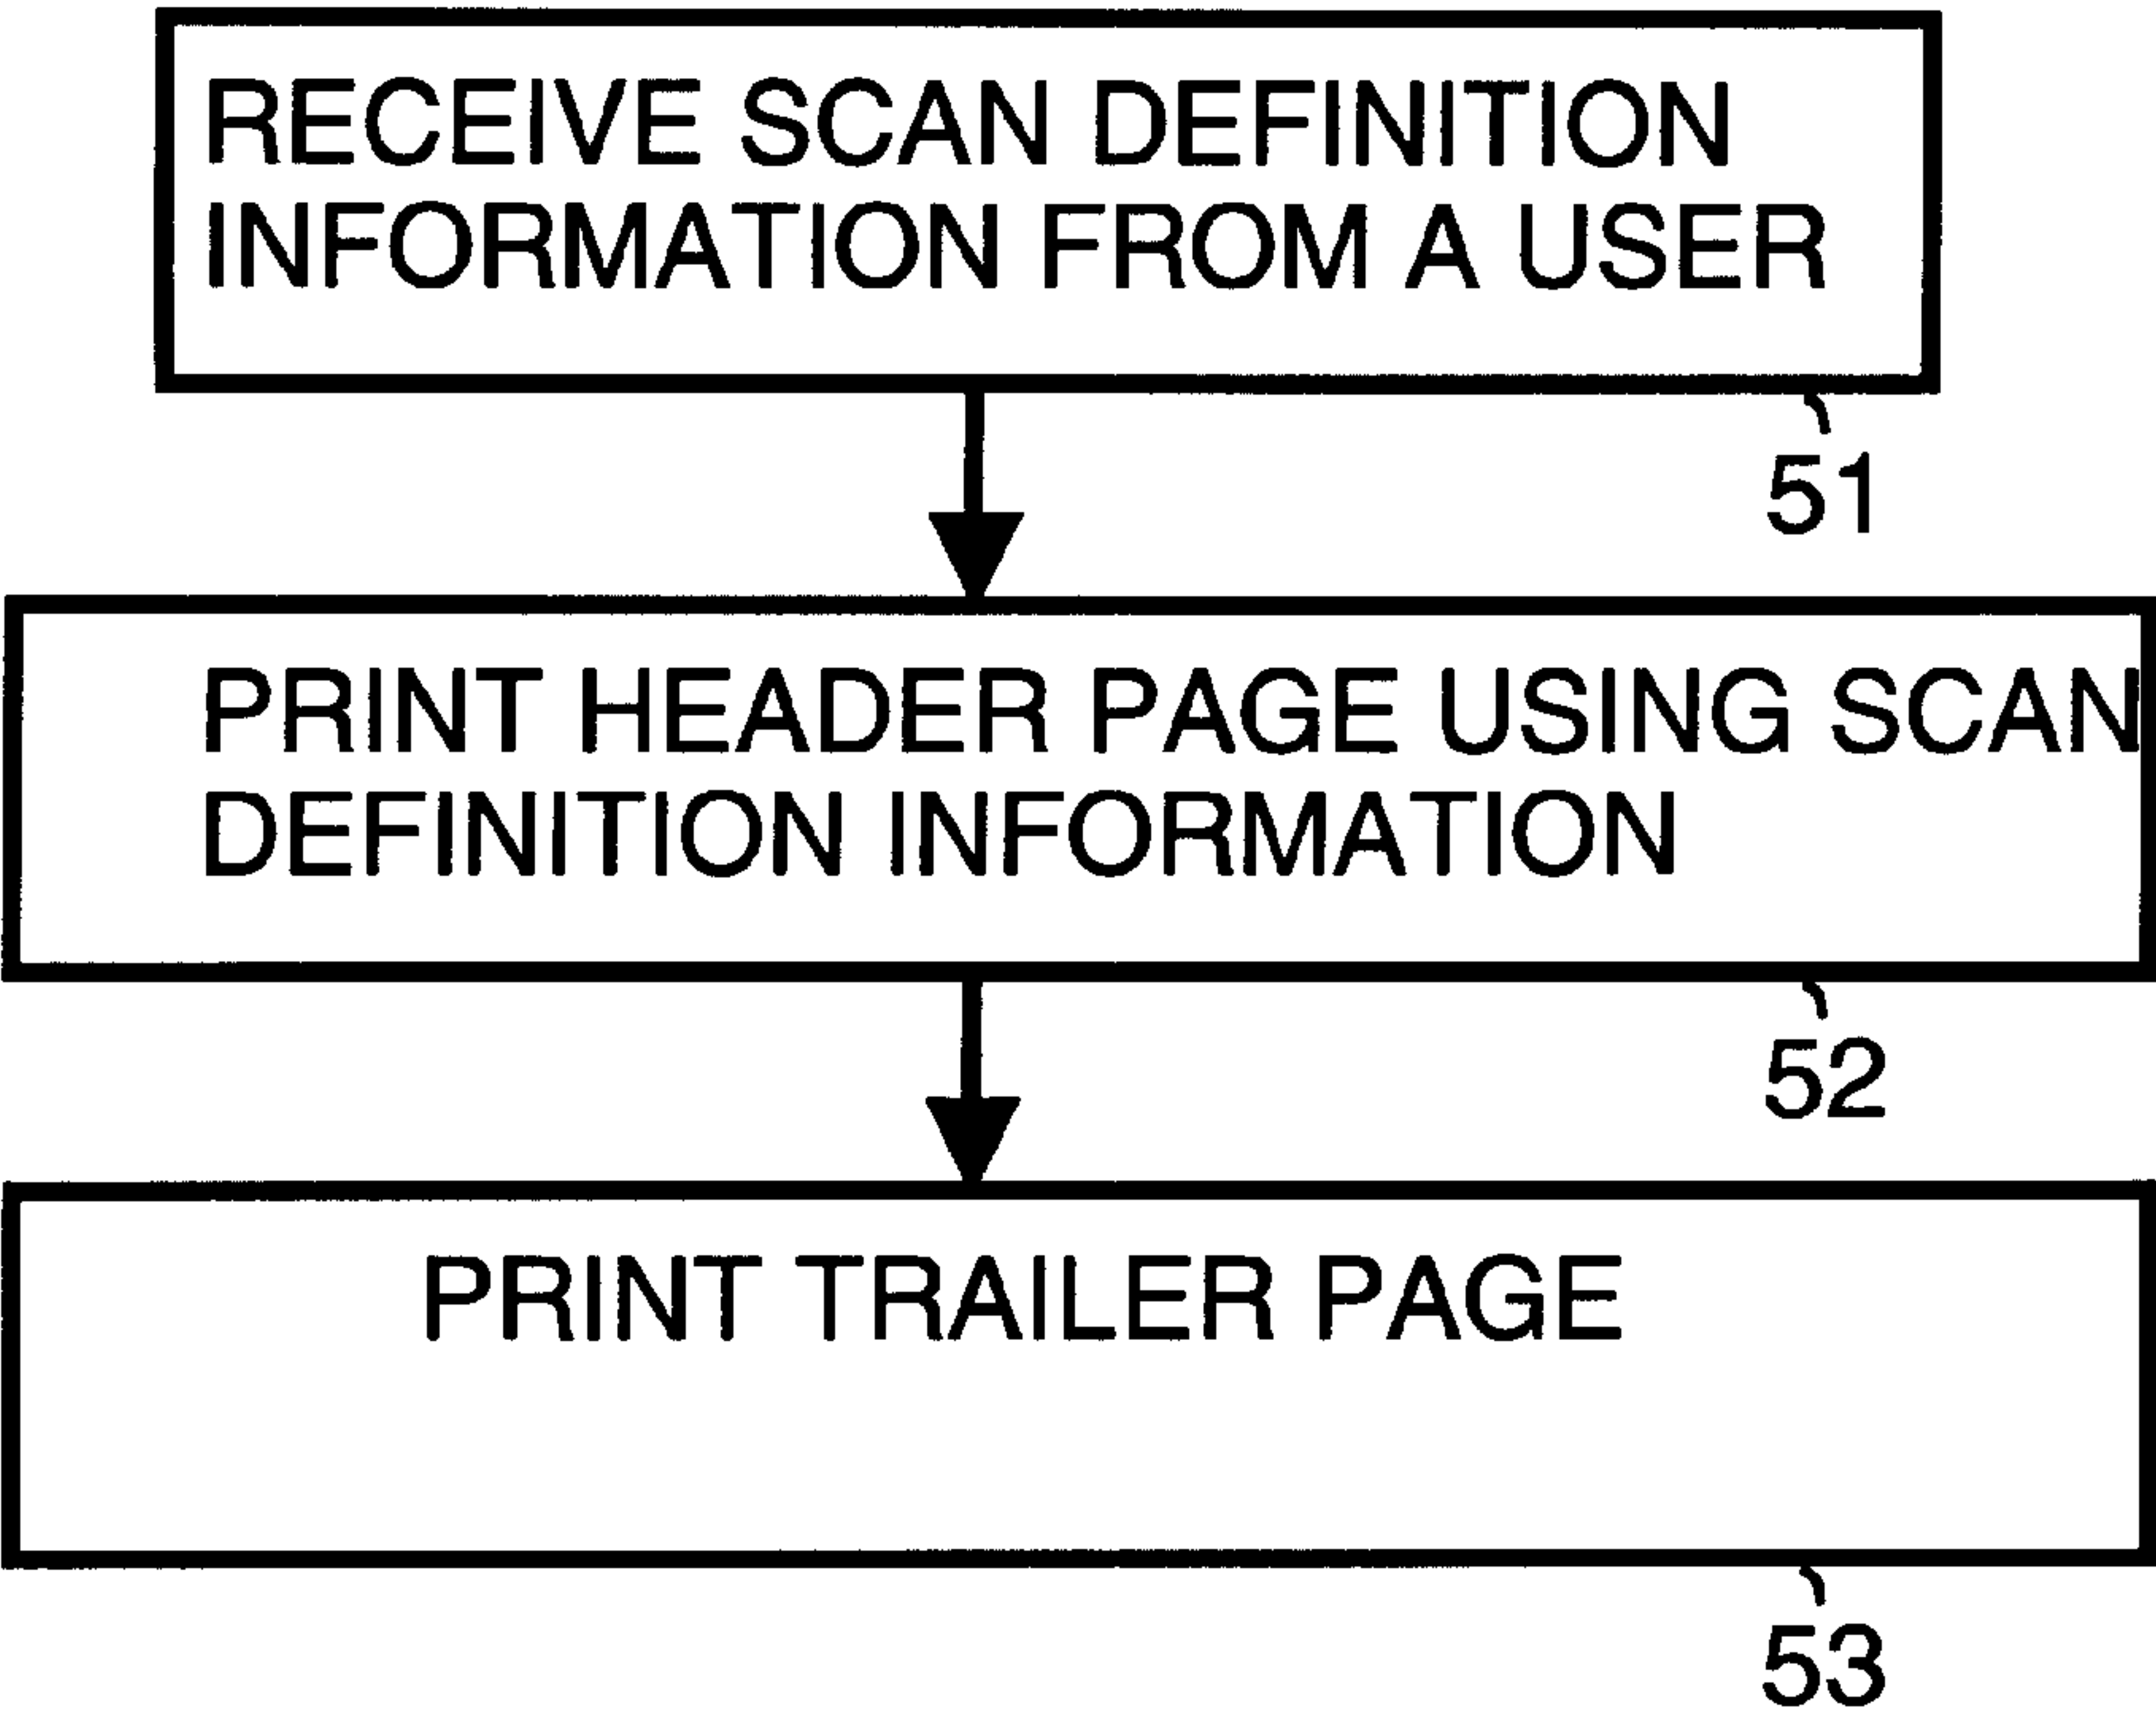 RECEIVE SCAN DEFINITION
INFORMATION FROM A USER
51
PRINT HEADER PAGE USING SCAN
DEFINITION INFORMATION
52
PRINT TRAILER PAGE
53